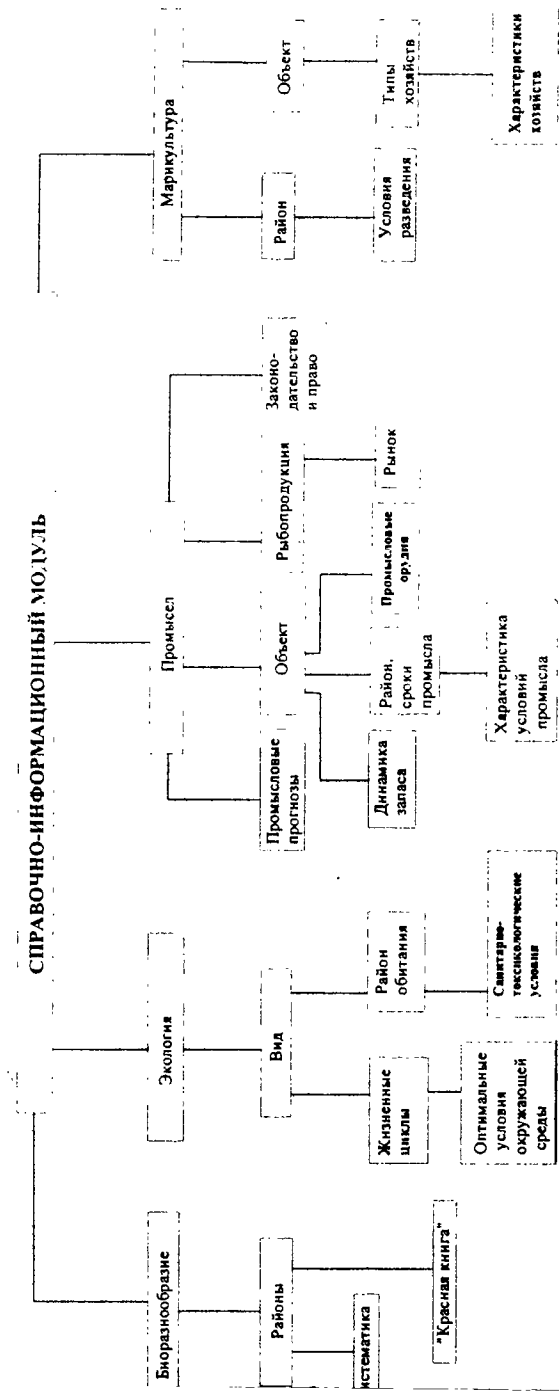 СПРАВОЧНО-ИНФОРМАЦИОННЫЙ МОДУЛЬ
Биоразнообразие
Экология
Промысел
Марикультура
Районы
Вид
Промысловые
прогнозы
Объект
Рыбопродукция
Законо-
дательство
и право
Район
Объект
истематика
"Красная книга"
Жизненные
циклы
Район
обитания
Динамика
запаса
Район,
сроки
промысла
Промысловые
орудия
Рынок
Условия
разведения
Типы
хозяйств
Оптимальные
условия
окружающей
среды
Санитарно-
токсикологические
условия
Характеристика
условий
промысла
Характеристики
хозяйств